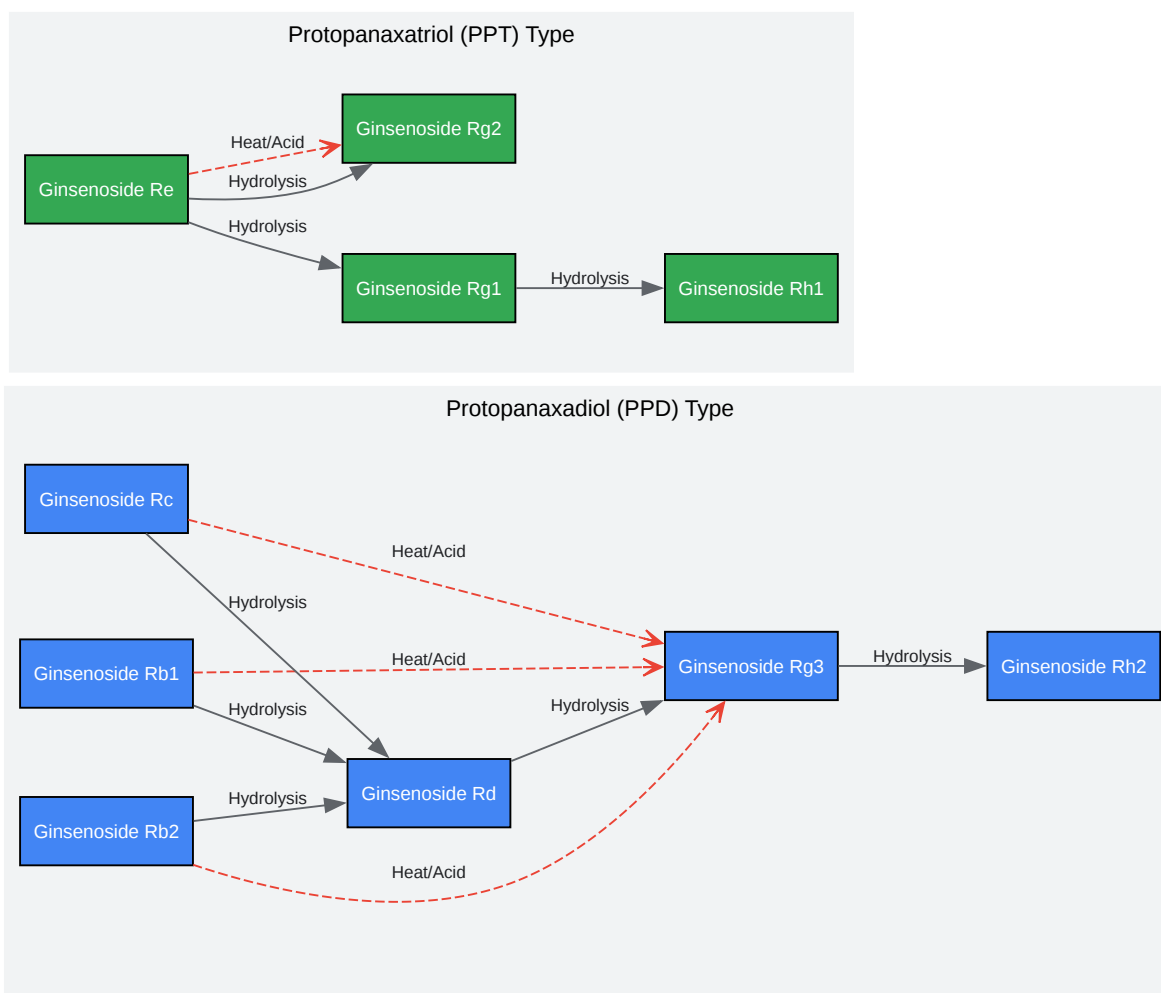 Protopanaxatriol (PPT) Type
Ginsenoside Rg2
Heat/Acid
Hydrolysis
Ginsenoside Re
Hydrolysis
Ginsenoside Rg1
Hydrolysis
Ginsenoside Rh1
Protopanaxadiol (PPD) Type
Ginsenoside Rc
Heat/Acid
Hydrolysis
Ginsenoside Rb1
Heat/Acid
Ginsenoside Rg3
Hydrolysis
Ginsenoside Rh2
Hydrolysis
Hydrolysis
Ginsenoside Rd
Hydrolysis
Ginsenoside Rb2
Heat/Acid